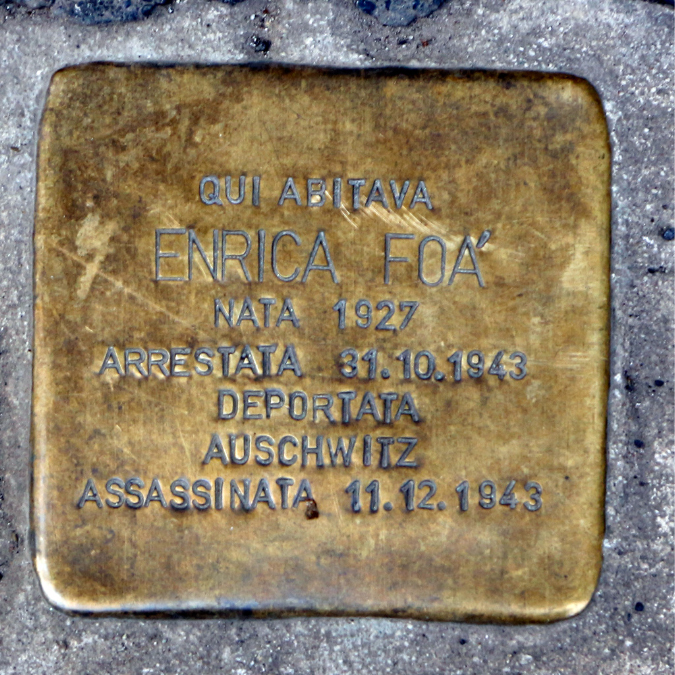 QUI ABITAVA
ENRICA FOA'
NATA 1927
ARRESTATA 31.10.1943
DEPORTATA
AUSCHWITZ
ASSASSINATA 11.12.1943